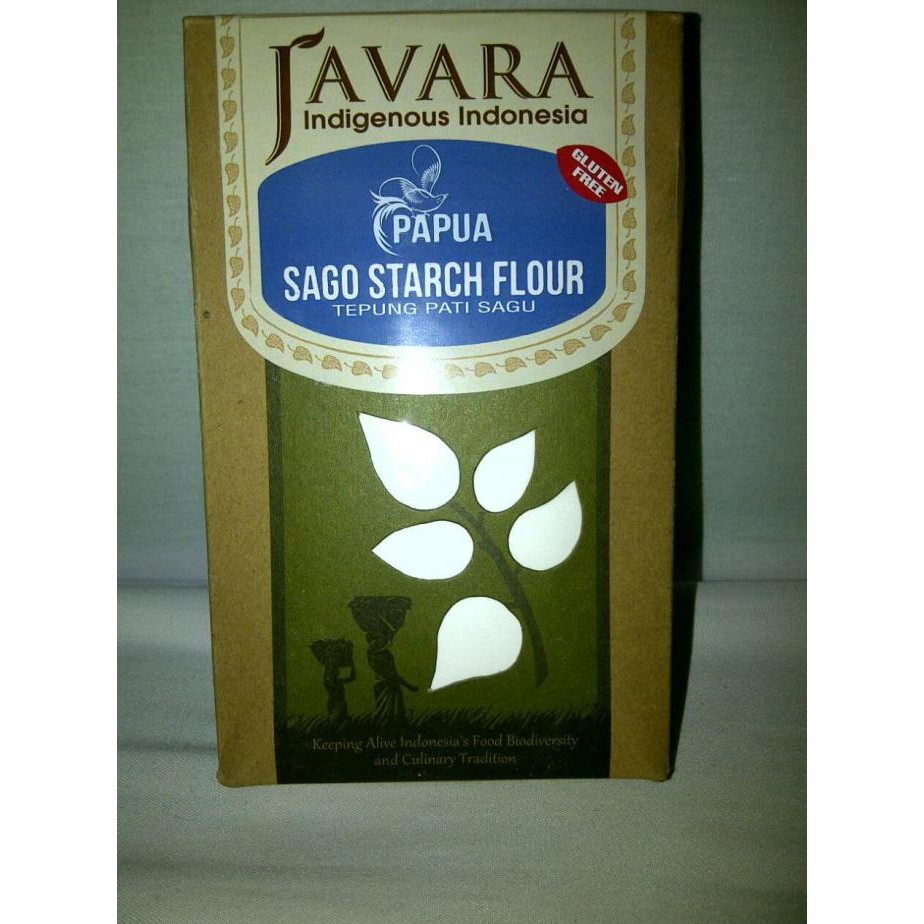 JAVARA
Indigenous Indonesia
GLUTEN
FREE
PAPUA
SAGO STARCH FLOUR
TEPUNG PATI SAGU
Keeping Alive Indonesia's Food Biodiversity
and Culinary Tradition